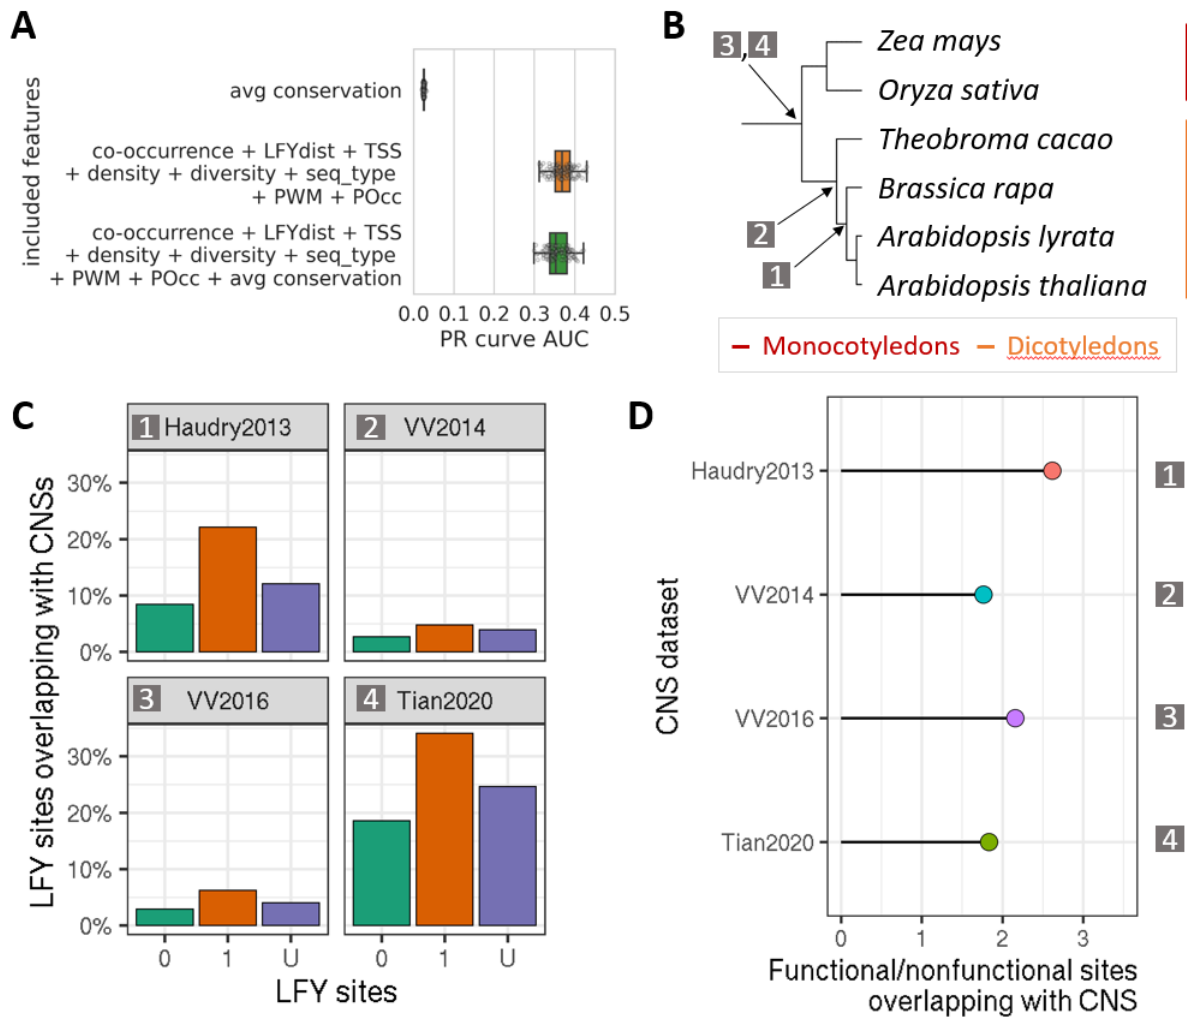 A
included features
avg conservation
co-occurrence + LFYdist + TSS
+ density + diversity + seq_type
+ PWM + POcc
co-occurrence + LFYdist + TSS
+ density + diversity + seq_type
+ PWM + POcc + avg conservation
0.0 0.1 0.2 0.3 0.4 0.5
PR curve AUC
B
3,4
2
1
Zea mays
Oryza sativa
Theobroma cacao
Brassica rapa
Arabidopsis lyrata
Arabidopsis thaliana
Monocotyledons
Dicotyledons
C
LFY sites overlapping with CNSs
1 Haudry2013
2 VV2014
30%
20%
10%
0%
3 VV2016
4 Tian2020
30%
20%
10%
0%
0 1 U
0 1 U
LFY sites
D
CNS dataset
Haudry2013
1
VV2014
2
VV2016
3
Tian2020
4
0 1 2 3
Functional/nonfunctional sites
overlapping with CNS